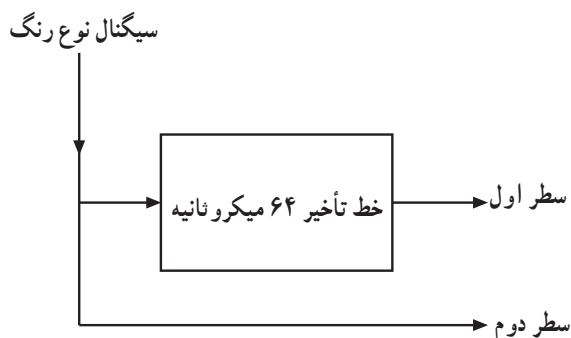 سیگنال نوع رنگ
خط تأخیر ۶۴ میکروثانیه
سطر اول
سطر دوم